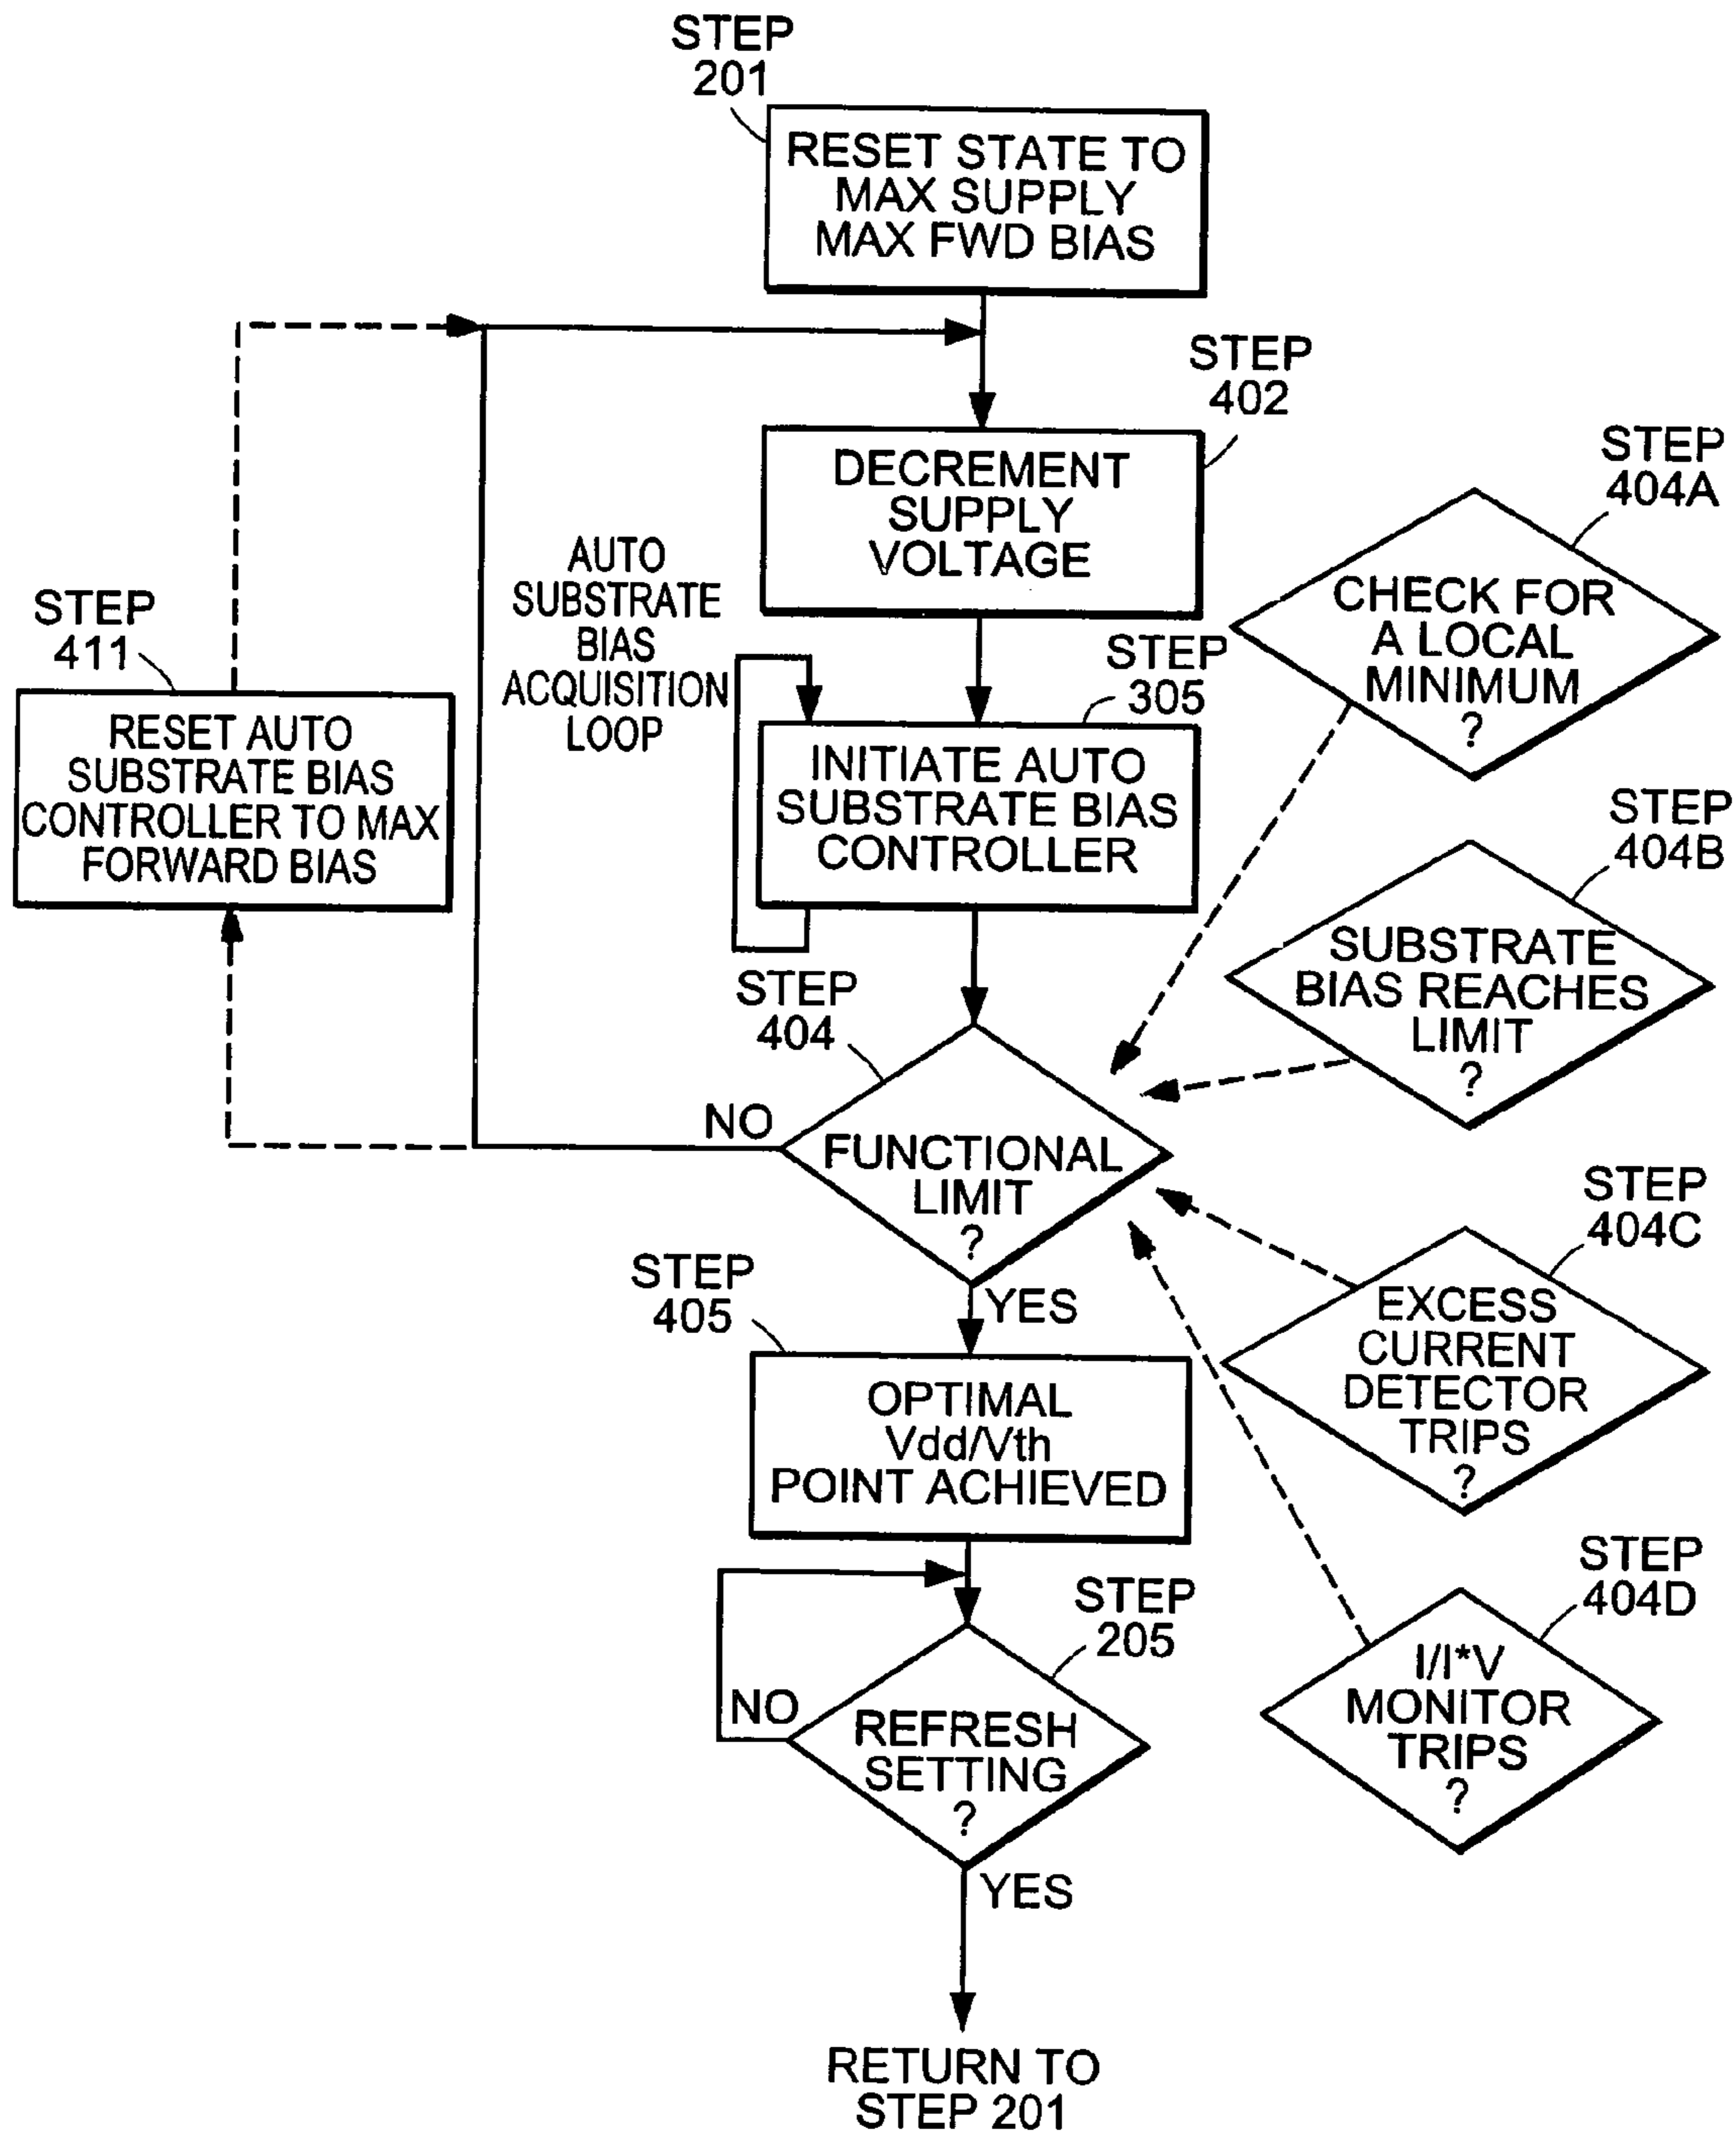 STEP
201
RESET STATE TO
MAX SUPPLY
MAX FWD BIAS
STEP
402
DECREMENT
SUPPLY
VOLTAGE
STEP
404A
CHECK FOR
A LOCAL
MINIMUM
?
AUTO
SUBSTRATE
BIAS
ACQUISITION
LOOP
STEP
411
RESET AUTO
SUBSTRATE BIAS
CONTROLLER TO MAX
FORWARD BIAS
STEP
305
INITIATE AUTO
SUBSTRATE BIAS
CONTROLLER
STEP
404B
SUBSTRATE
BIAS REACHES
LIMIT
?
STEP
404
NO
FUNCTIONAL
LIMIT
?
YES
STEP
404C
EXCESS
CURRENT
DETECTOR
TRIPS
?
STEP
405
OPTIMAL
Vdd/Vth
POINT ACHIEVED
STEP
404D
I/I*V
MONITOR
TRIPS
?
STEP
205
NO
REFRESH
SETTING
?
YES
RETURN TO
STEP 201